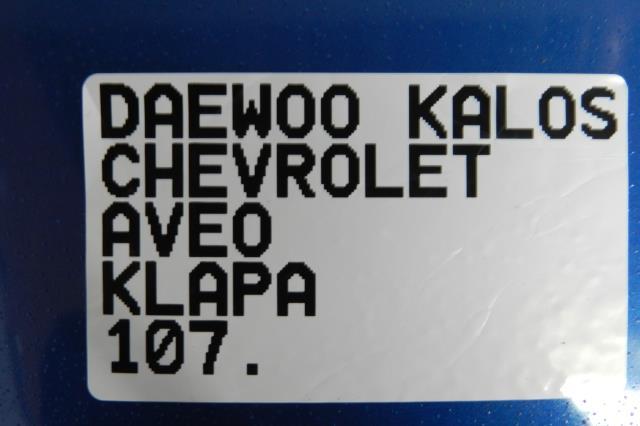 DAEWOO KALOS
CHEVROLET
AVEO
KLAPA
107.